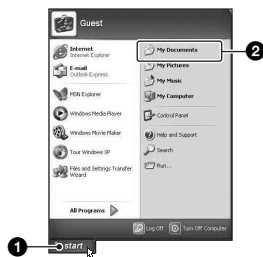 Guest
Internet
Internet Explorer
E-mail
Outlook Express
MSN Explorer
Windows Media Player
Windows Movie Maker
Tour Windows XP
Files and Settings Transfer
Wizard
All Programs
My Documents
2
My Pictures
My Music
My Computer
Control Panel
Help and Support
Search
Run...
Log Off
Turn Off Computer
1
start